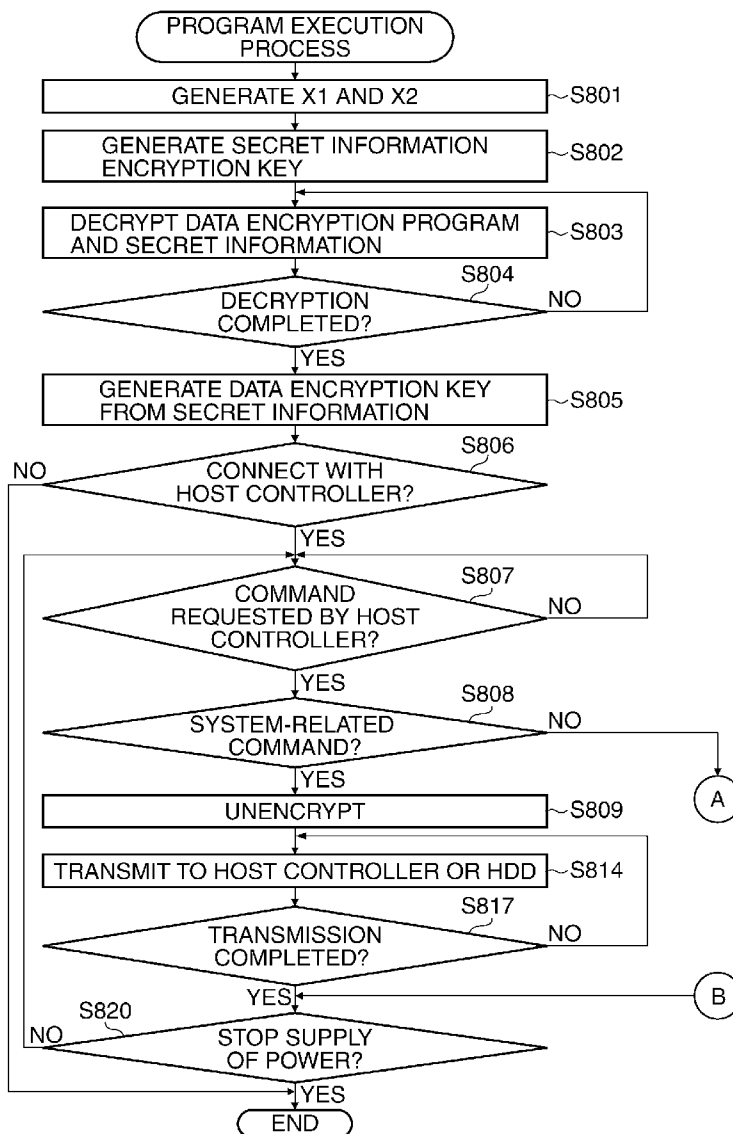 PROGRAM EXECUTION
PROCESS
GENERATE X1 AND X2
S801
GENERATE SECRET INFORMATION
ENCRYPTION KEY
S802
DECRYPT DATA ENCRYPTION PROGRAM
AND SECRET INFORMATION
S803
S804
DECRYPTION
COMPLETED?
NO
YES
GENERATE DATA ENCRYPTION KEY
FROM SECRET INFORMATION
S805
S806
NO
CONNECT WITH
HOST CONTROLLER?
YES
S807
COMMAND
REQUESTED BY HOST
CONTROLLER?
NO
YES
S808
SYSTEM-RELATED
COMMAND?
NO
YES
A
UNENCRYPT
S809
TRANSMIT TO HOST CONTROLLER OR HDD
S814
S817
TRANSMISSION
COMPLETED?
NO
YES
B
S820
NO
STOP SUPPLY
OF POWER?
YES
END